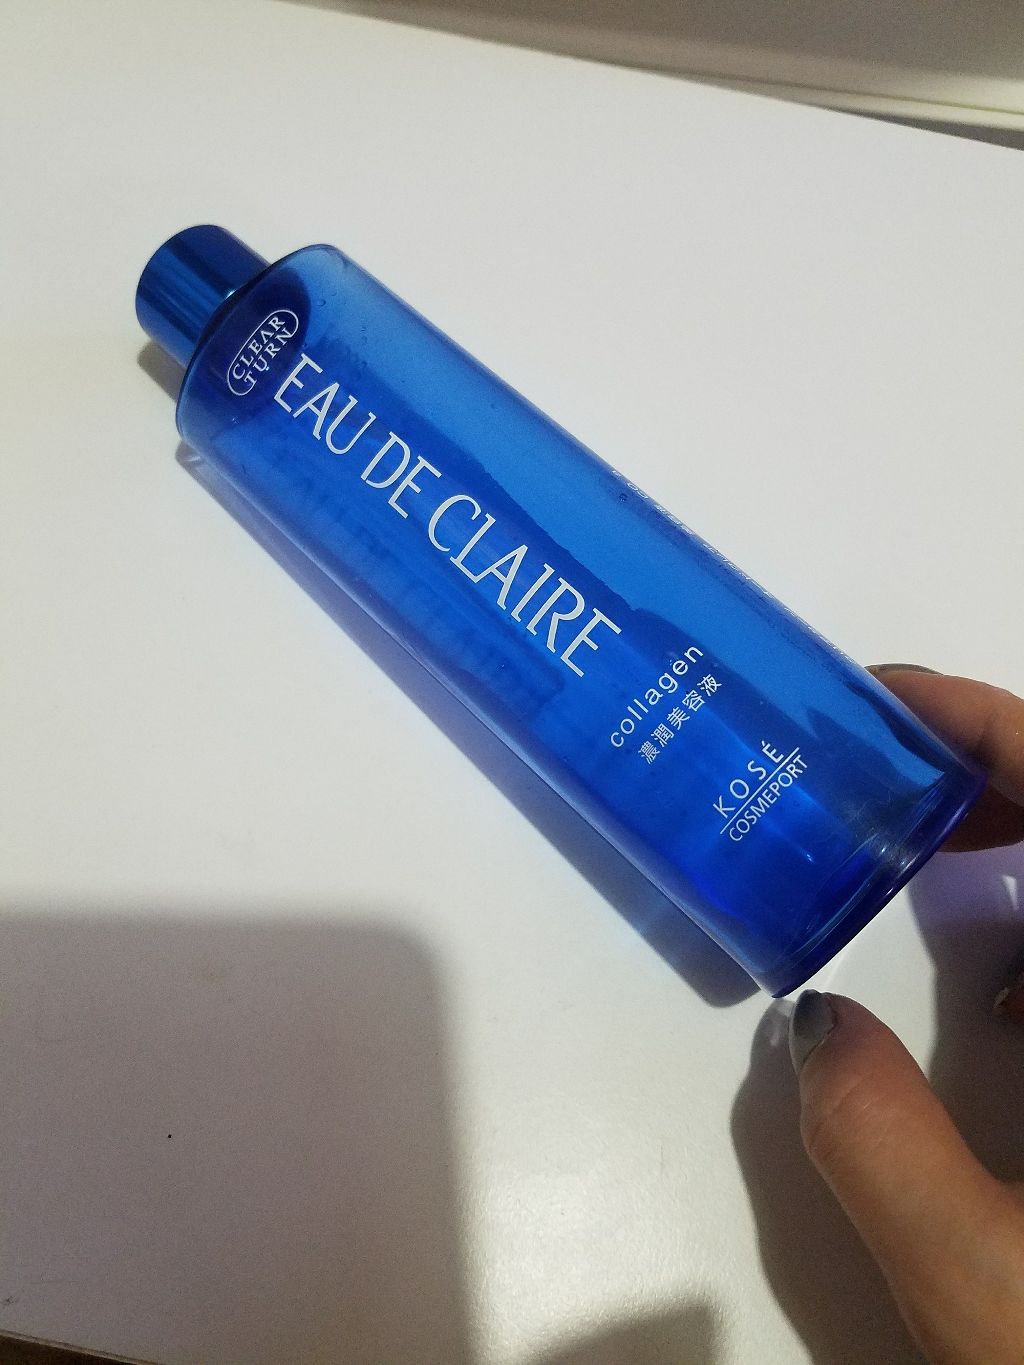 CLEAR
TURN
EAU DE CLAIRE
collagen
濃潤美容液
KOSÉ
COSMEPORT